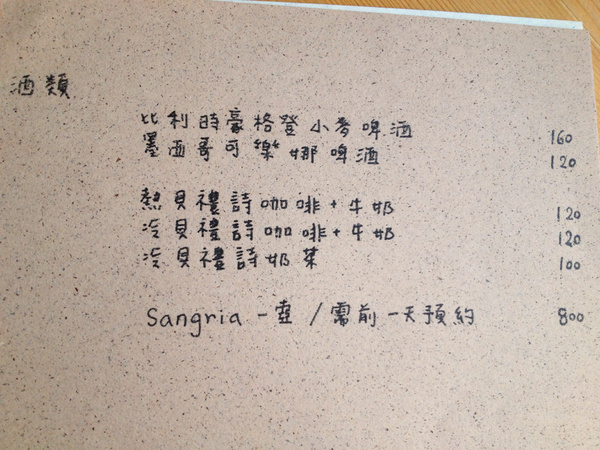 酒類
比利時豪格登小麥啤酒 160
墨西哥可樂娜啤酒 120
熱貝禮詩咖啡+牛奶 120
冷貝禮詩咖啡+牛奶 120
冷貝禮詩奶茶 100
Sangria 一壺 / 需前一天預約 800